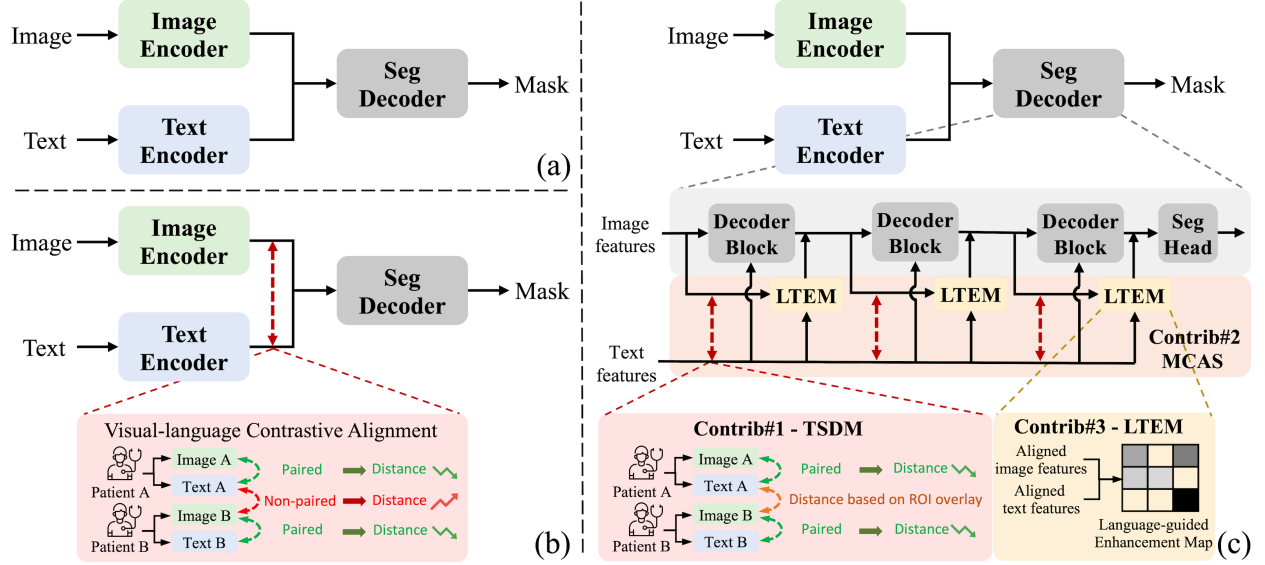 Image
Image
Encoder
Text
Text
Encoder
Seg
Decoder
Mask
(a)
Image
Image
Encoder
Text
Text
Encoder
Seg
Decoder
Mask
Visual-language Contrastive Alignment
Patient A
Image A
Text A
Paired
Distance
Non-paired
Distance
Patient B
Image B
Text B
Paired
Distance
(b)
Image
Image
Encoder
Text
Text
Encoder
Seg
Decoder
Mask
Image
features
Decoder
Block
Decoder
Block
Decoder
Block
Seg
Head
LTEM
LTEM
LTEM
Text
features
Contrib#2
MCAS
Contrib#1 - TSDM
Patient A
Image A
Text A
Paired
Distance
Distance based on ROI overlay
Patient B
Image B
Text B
Paired
Distance
Contrib#3 - LTEM
Aligned
image features
Aligned
text features
Language-guided
Enhancement Map
(c)